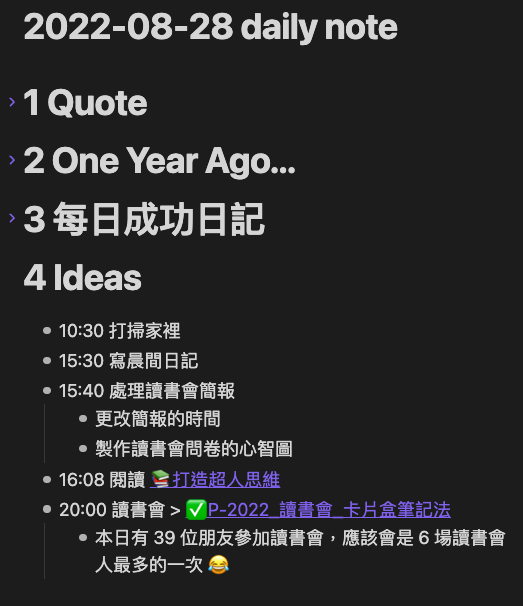 2022-08-28 daily note
1 Quote
2 One Year Ago...
3 每日成功日記
4 Ideas
10:30 打掃家裡
15:30 寫晨間日記
15:40 處理讀書會簡報
更改簡報的時間
製作讀書會問卷的心智圖
16:08 閱讀 📚打造超人思維
20:00 讀書會 > ✅P-2022_讀書會_卡片盒筆記法
本日有 39 位朋友參加讀書會，應該會是 6 場讀書會
人最多的一次 😂